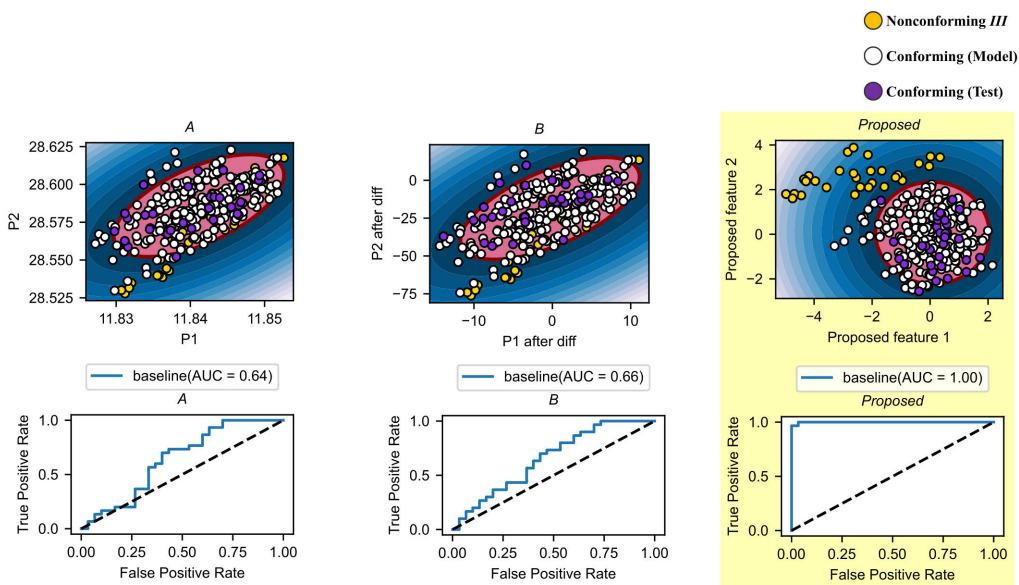 Nonconforming III
Conforming (Model)
Conforming (Test)
A
28.625
28.600
28.575
28.550
28.525
P2
11.83 11.84 11.85
P1
B
0
−25
−50
−75
P2 after diff
−10 0 10
P1 after diff
Proposed
4
2
0
−2
Proposed feature 2
−4 −2 0 2
Proposed feature 1
baseline(AUC = 0.64)
A
1.0
0.5
0.0
True Positive Rate
0.00 0.25 0.50 0.75 1.00
False Positive Rate
baseline(AUC = 0.66)
B
1.0
0.5
0.0
True Positive Rate
0.00 0.25 0.50 0.75 1.00
False Positive Rate
baseline(AUC = 1.00)
Proposed
1.0
0.5
0.0
True Positive Rate
0.00 0.25 0.50 0.75 1.00
False Positive Rate